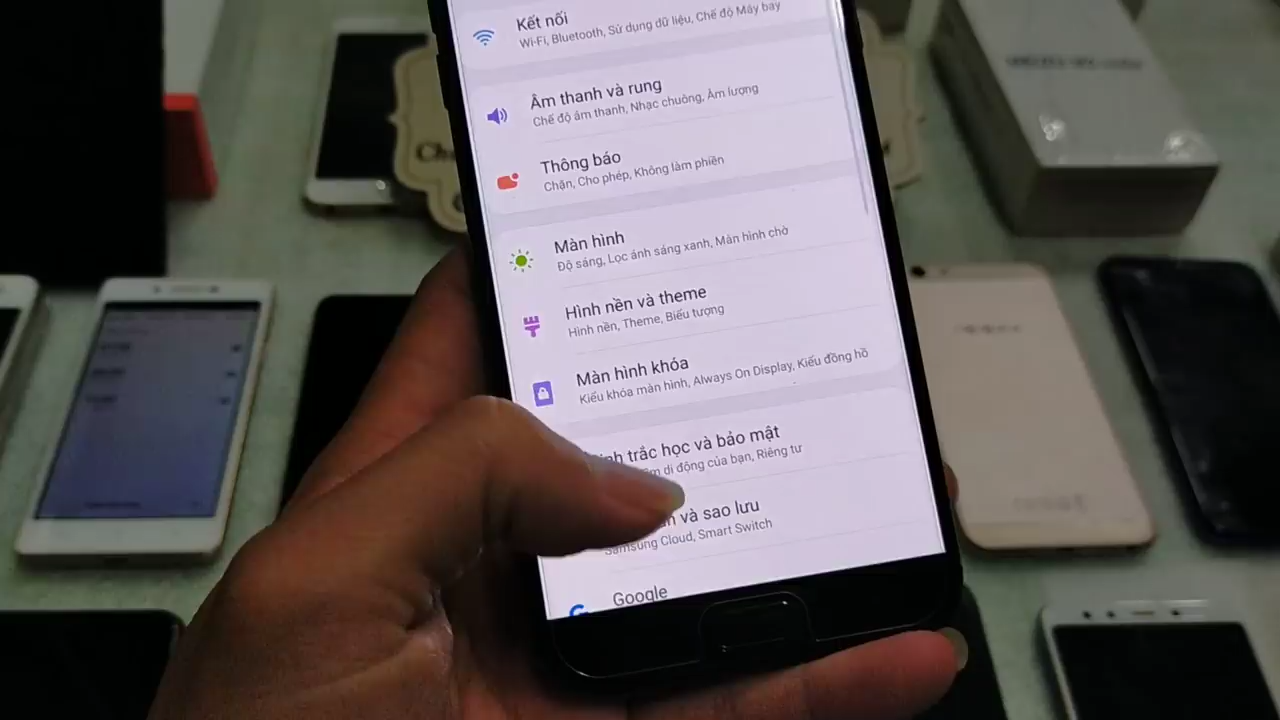 Kết nối
Wi-Fi, Bluetooth, Sử dụng dữ liệu, Chế độ Máy bay
Âm thanh và rung
Chế độ âm thanh, Nhạc chuông, Âm lượng
Thông báo
Chặn, Cho phép, Không làm phiền
Màn hình
Độ sáng, Lọc ánh sáng xanh, Màn hình chờ
Hình nền và theme
Hình nền, Theme, Biểu tượng
Màn hình khóa
Kiểu khóa màn hình, Always On Display, Kiểu đồng hồ
trắc học và bảo mật
di động của bạn, Riêng tư
và sao lưu
Samsung Cloud, Smart Switch
Google